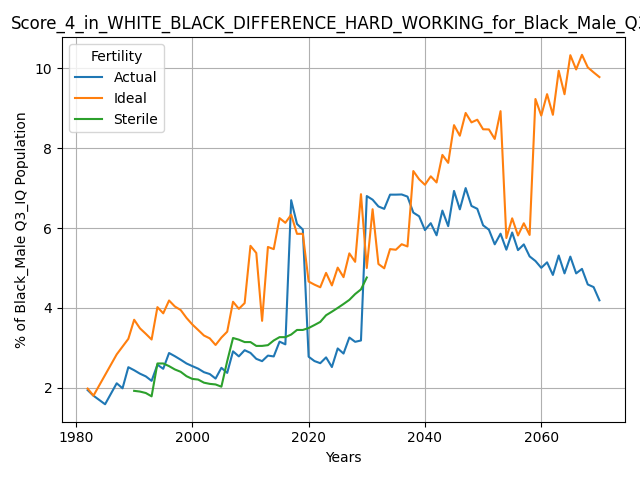 Score_4_in_WHITE_BLACK_DIFFERENCE_HARD_WORKING_for_Black_Male_Q3
Fertility
Actual
Ideal
Sterile
% of Black_Male Q3_IQ Population
10
8
6
4
2
1980 2000 2020 2040 2060
Years